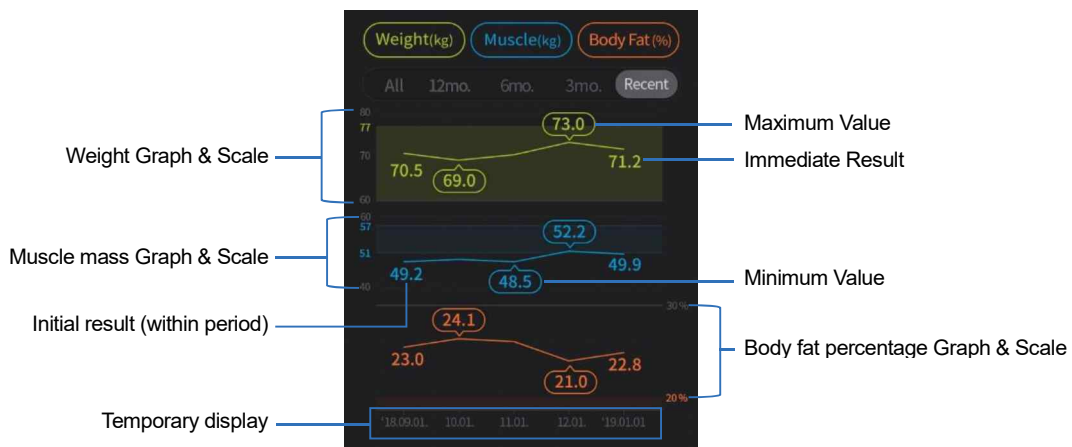 Weight(kg) Muscle(kg) Body Fat(%)
All 12mo. 6mo. 3mo. Recent
80
77
70
60
70.5
69.0
73.0
71.2
Weight Graph & Scale
Maximum Value
Immediate Result
60
57
51
40
49.2
48.5
52.2
49.9
Muscle mass Graph & Scale
Minimum Value
Initial result (within period)
30%
20%
23.0
24.1
21.0
22.8
Body fat percentage Graph & Scale
Temporary display
'18.09.01. 10.01. 11.01. 12.01. '19.01.01